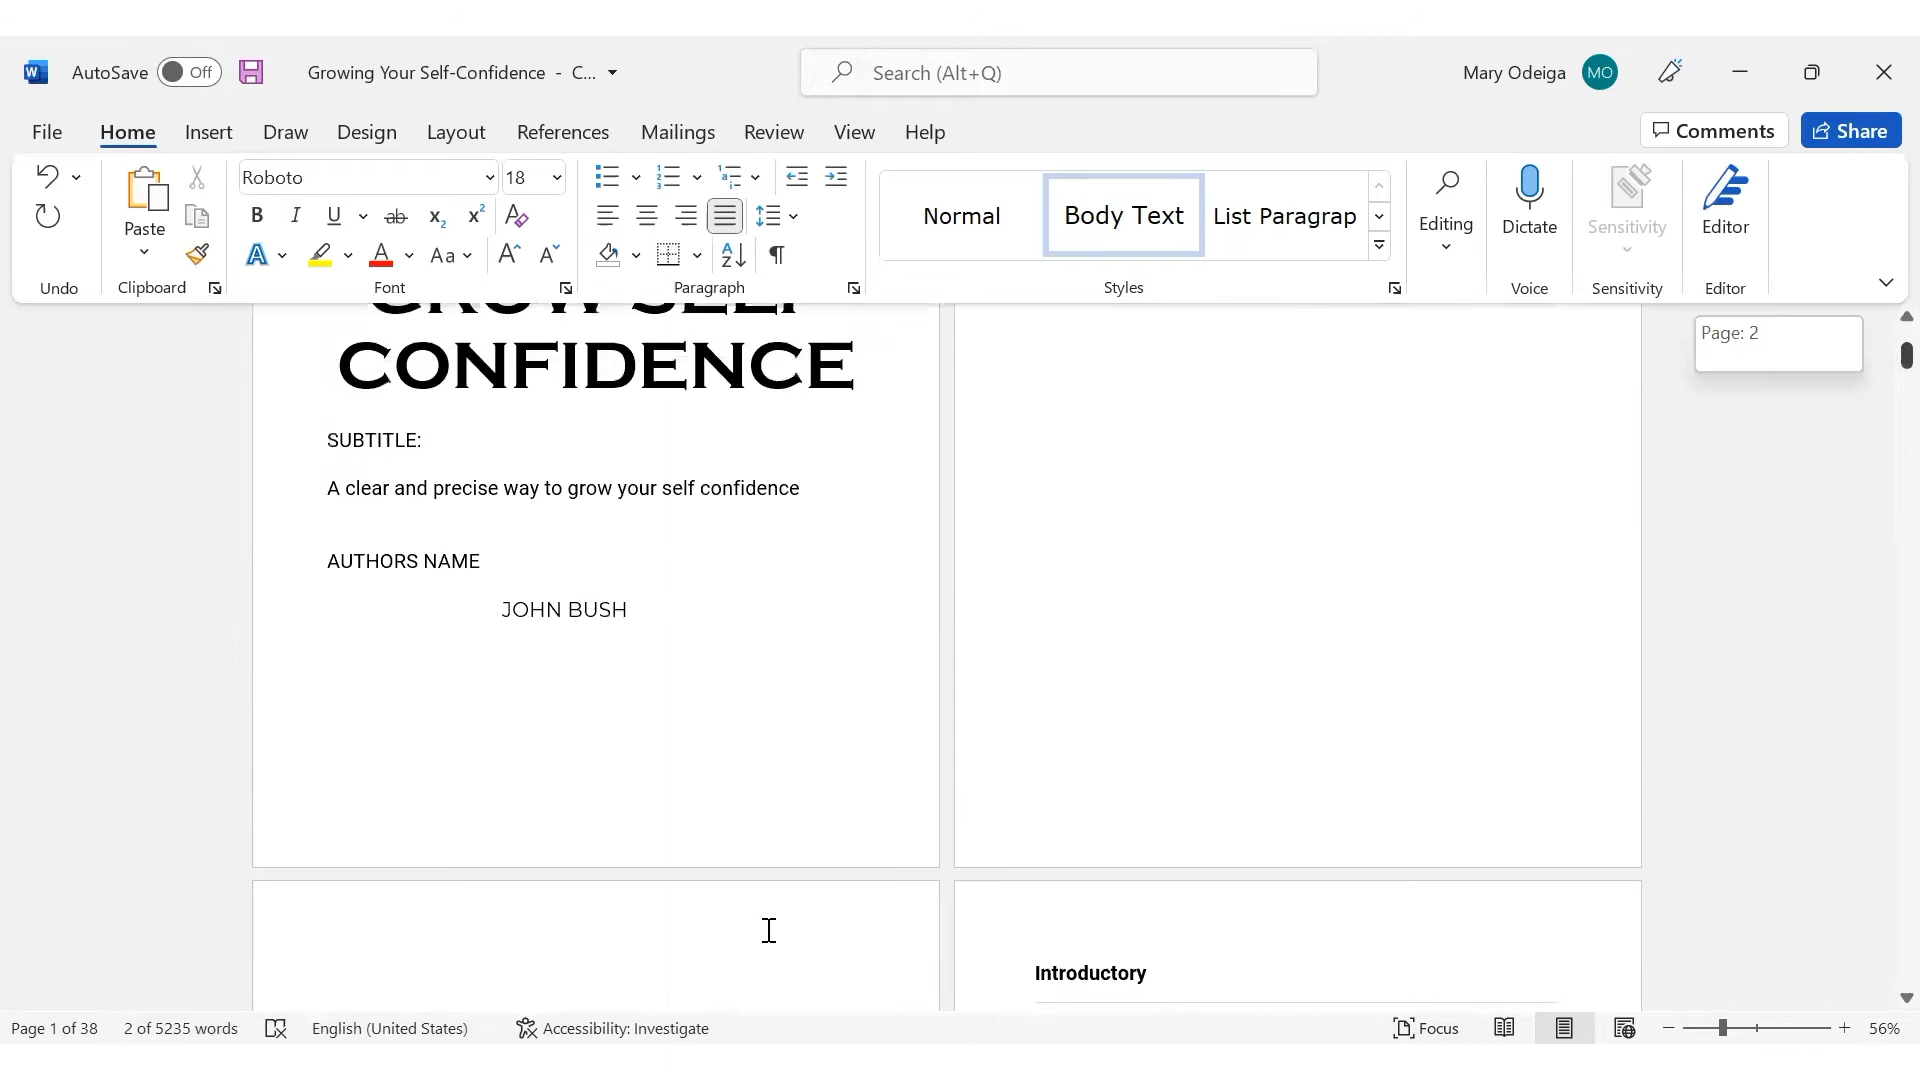 AutoSave Off Growing Your Self-Confidence - C... Search (Alt+Q) Mary Odeiga MO
File Home Insert Draw Design Layout References Mailings Review View Help Comments Share
Roboto 18
Paste
Normal Body Text List Paragrap
Editing Dictate Sensitivity Editor
Undo Clipboard Font Paragraph Styles Voice Sensitivity Editor
GROW SELF
CONFIDENCE
Page: 2
SUBTITLE:
A clear and precise way to grow your self confidence
AUTHORS NAME
JOHN BUSH
Introductory
Page 1 of 38 2 of 5235 words English (United States) Accessibility: Investigate Focus 56%